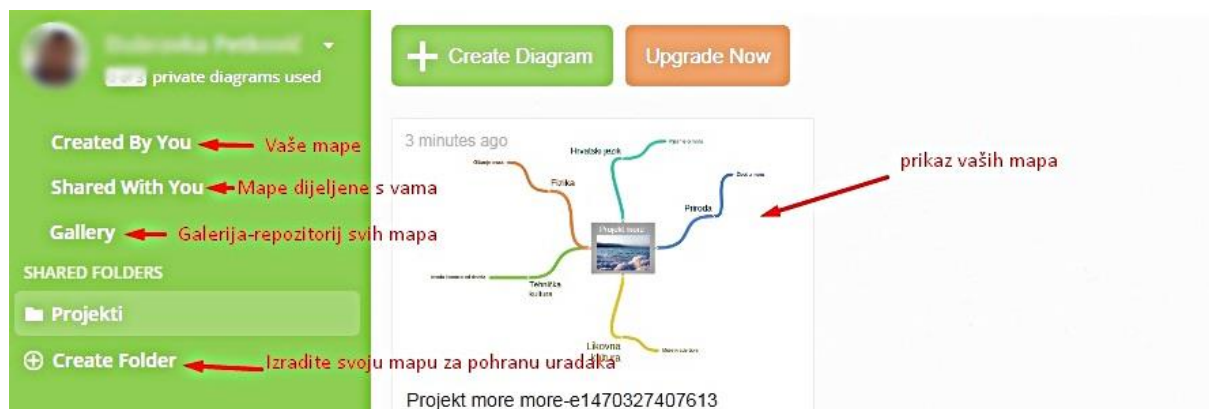 private diagrams used
Create Diagram
Upgrade Now
Created By You
Vaše mape
Shared With You
Mape dijeljene s vama
Gallery
Galerija-repozitorij svih mapa
SHARED FOLDERS
Projekti
Create Folder
Izradite svoju mapu za pohranu uradaka
3 minutes ago
Hrvatski jezik
Fizika
Priroda
Projekt more
Tehnička
kultura
Likovna
kultura
prikaz vaših mapa
Projekt more more-e1470327407613